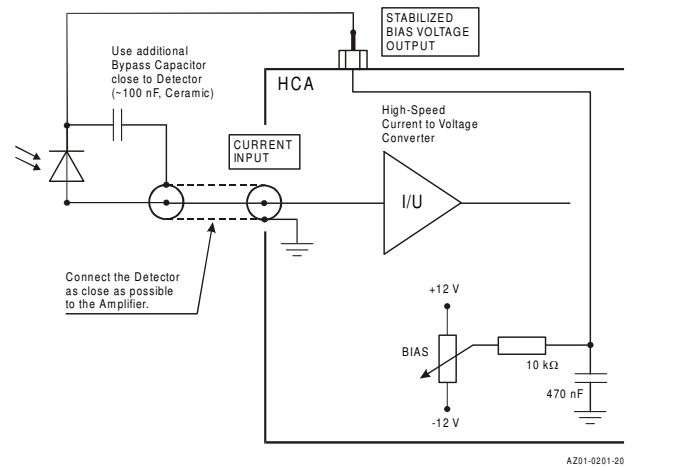 STABILIZED
BIAS VOLTAGE
OUTPUT
Use additional
Bypass Capacitor
close to Detector
(~100 nF, Ceramic)
HCA
High-Speed
Current to Voltage
Converter
CURRENT
INPUT
I/U
Connect the Detector
as close as possible
to the Amplifier.
+12 V
BIAS
10 kΩ
470 nF
-12 V
AZ01-0201-20